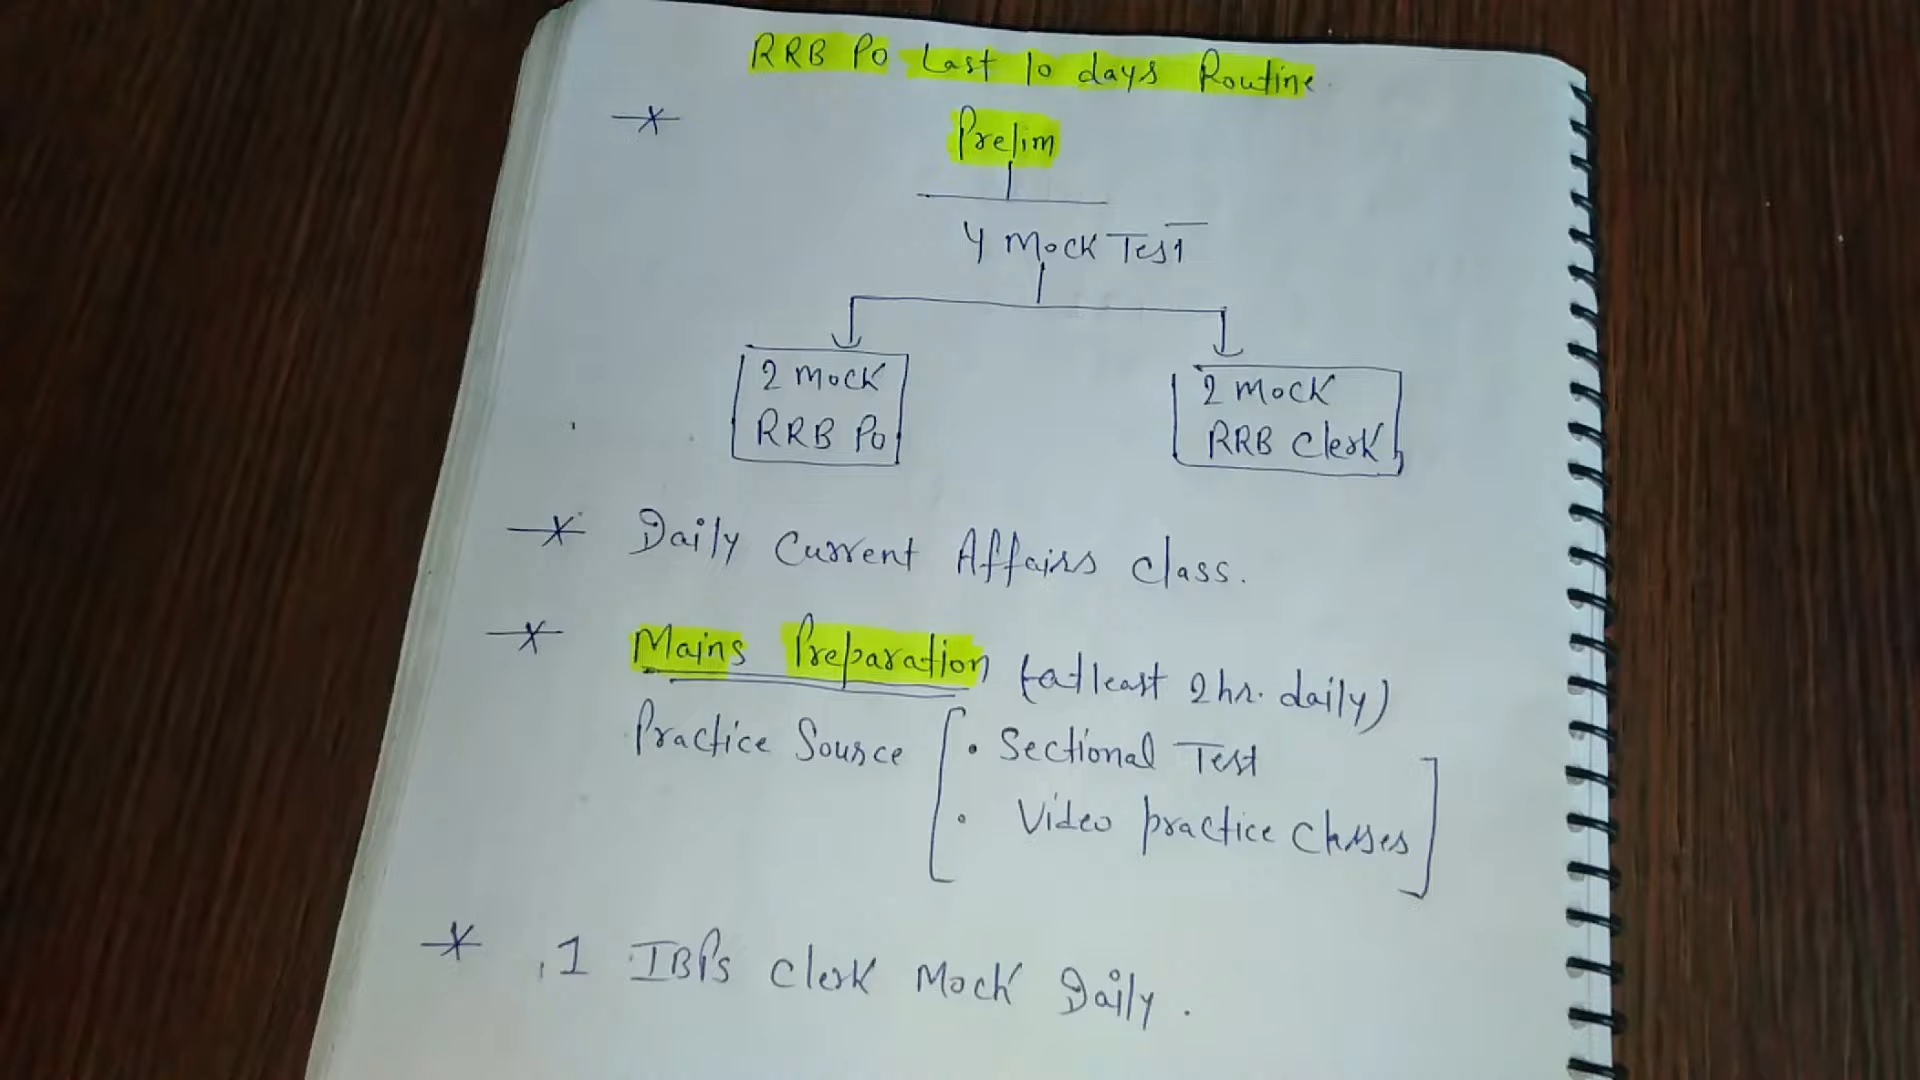 RRB PO Last 10 days Routine.
Prelim
4 Mock Test
2 Mock
RRB PO
2 Mock
RRB Clerk
Daily Current Affairs Class.
Mains Preparation (atleast 2 hr. daily)
Practice Source
• Sectional Test
• Video practice Classes
1 IBPS Clerk Mock Daily.